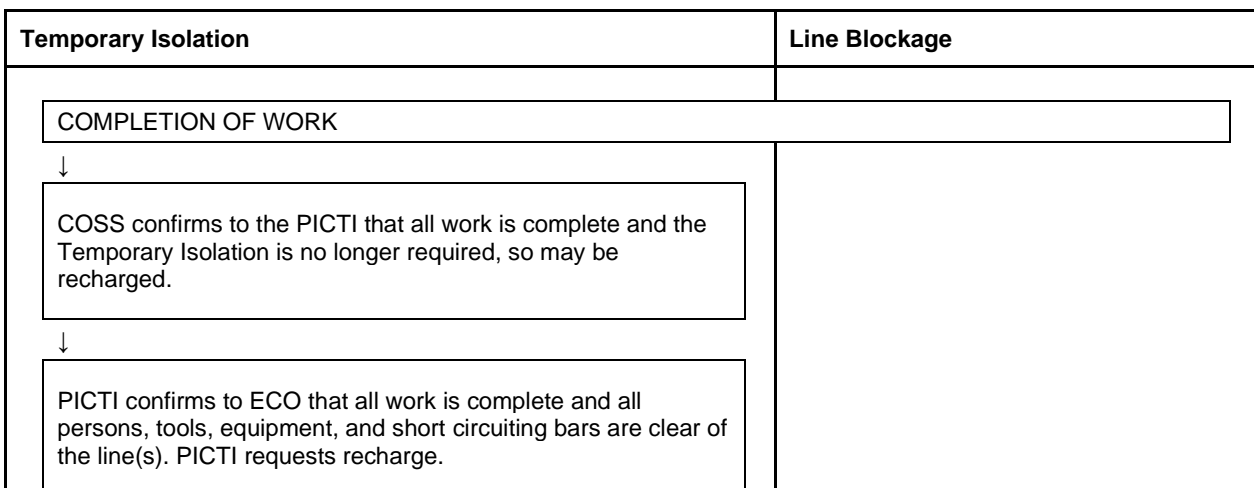 Temporary Isolation
Line Blockage
COMPLETION OF WORK
↓
COSS confirms to the PICTI that all work is complete and the
Temporary Isolation is no longer required, so may be
recharged.
↓
PICTI confirms to ECO that all work is complete and all
persons, tools, equipment, and short circuiting bars are clear of
the line(s). PICTI requests recharge.